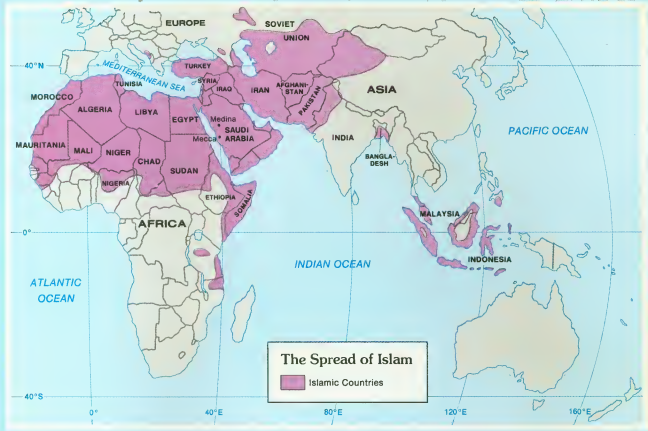 EUROPE
SOVIET
UNION
40°N
MEDITERRANEAN SEA
TURKEY
TUNISIA
SYRIA
IRAQ
IRAN
AFGHANI-
STAN
PAKISTAN
ASIA
MOROCCO
ALGERIA
LIBYA
EGYPT
Medina
Mecca
SAUDI
ARABIA
INDIA
BANGLA-
DESH
PACIFIC OCEAN
MAURITANIA
MALI
NIGER
CHAD
SUDAN
NIGERIA
ETHIOPIA
SOMALIA
AFRICA
MALAYSIA
0°
INDONESIA
INDIAN OCEAN
ATLANTIC
OCEAN
The Spread of Islam
Islamic Countries
40°S
0°
40°E
80°E
120°E
160°E